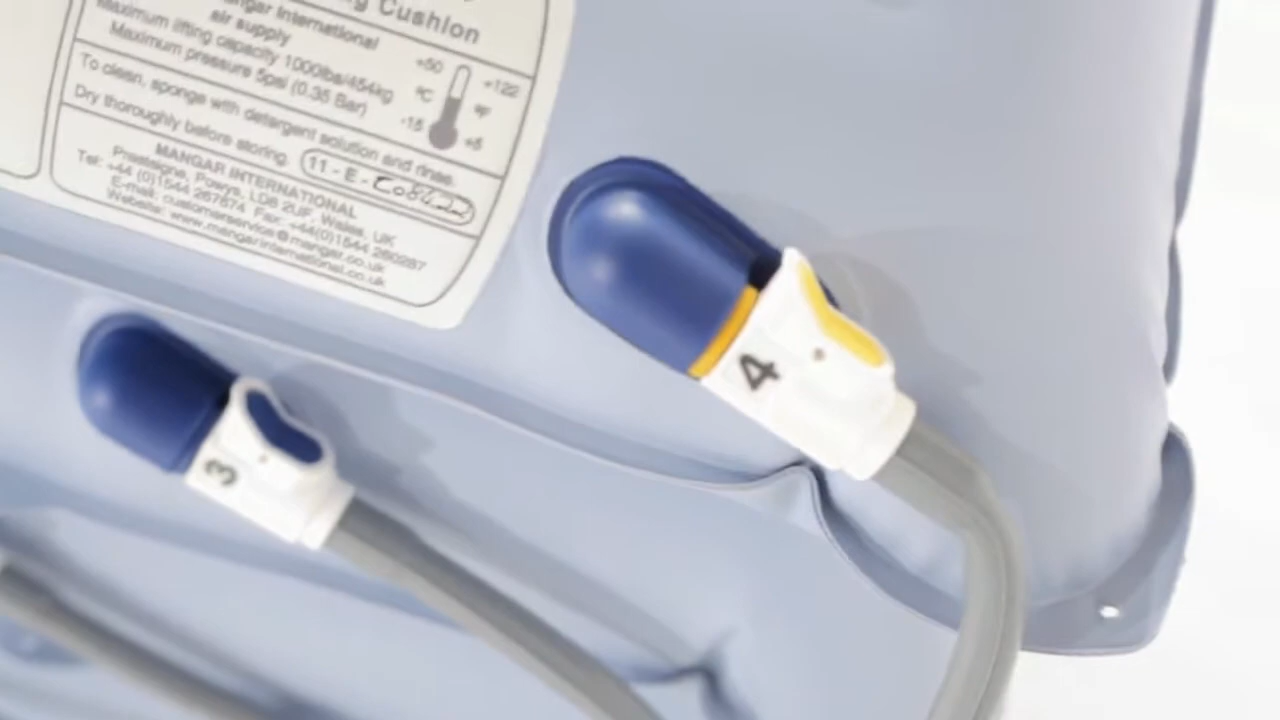 Cushion
Mangar International
air supply
Maximum lifting capacity 1000lbs/454kg
Maximum pressure 5psi (0.35 Bar)
+50
+122
°C
°F
-15
+5
To clean, sponge with detergent solution and rinse.
Dry thoroughly before storing.
11 - E -
MANGAR INTERNATIONAL
Presteigne, Powys, LD8 2UF, Wales, UK
Tel: +44 (0)1544 267674 Fax: +44(0)1544 260287
E-mail: customerservice@mangar.co.uk
Website: www.mangarinternational.co.uk
4
3